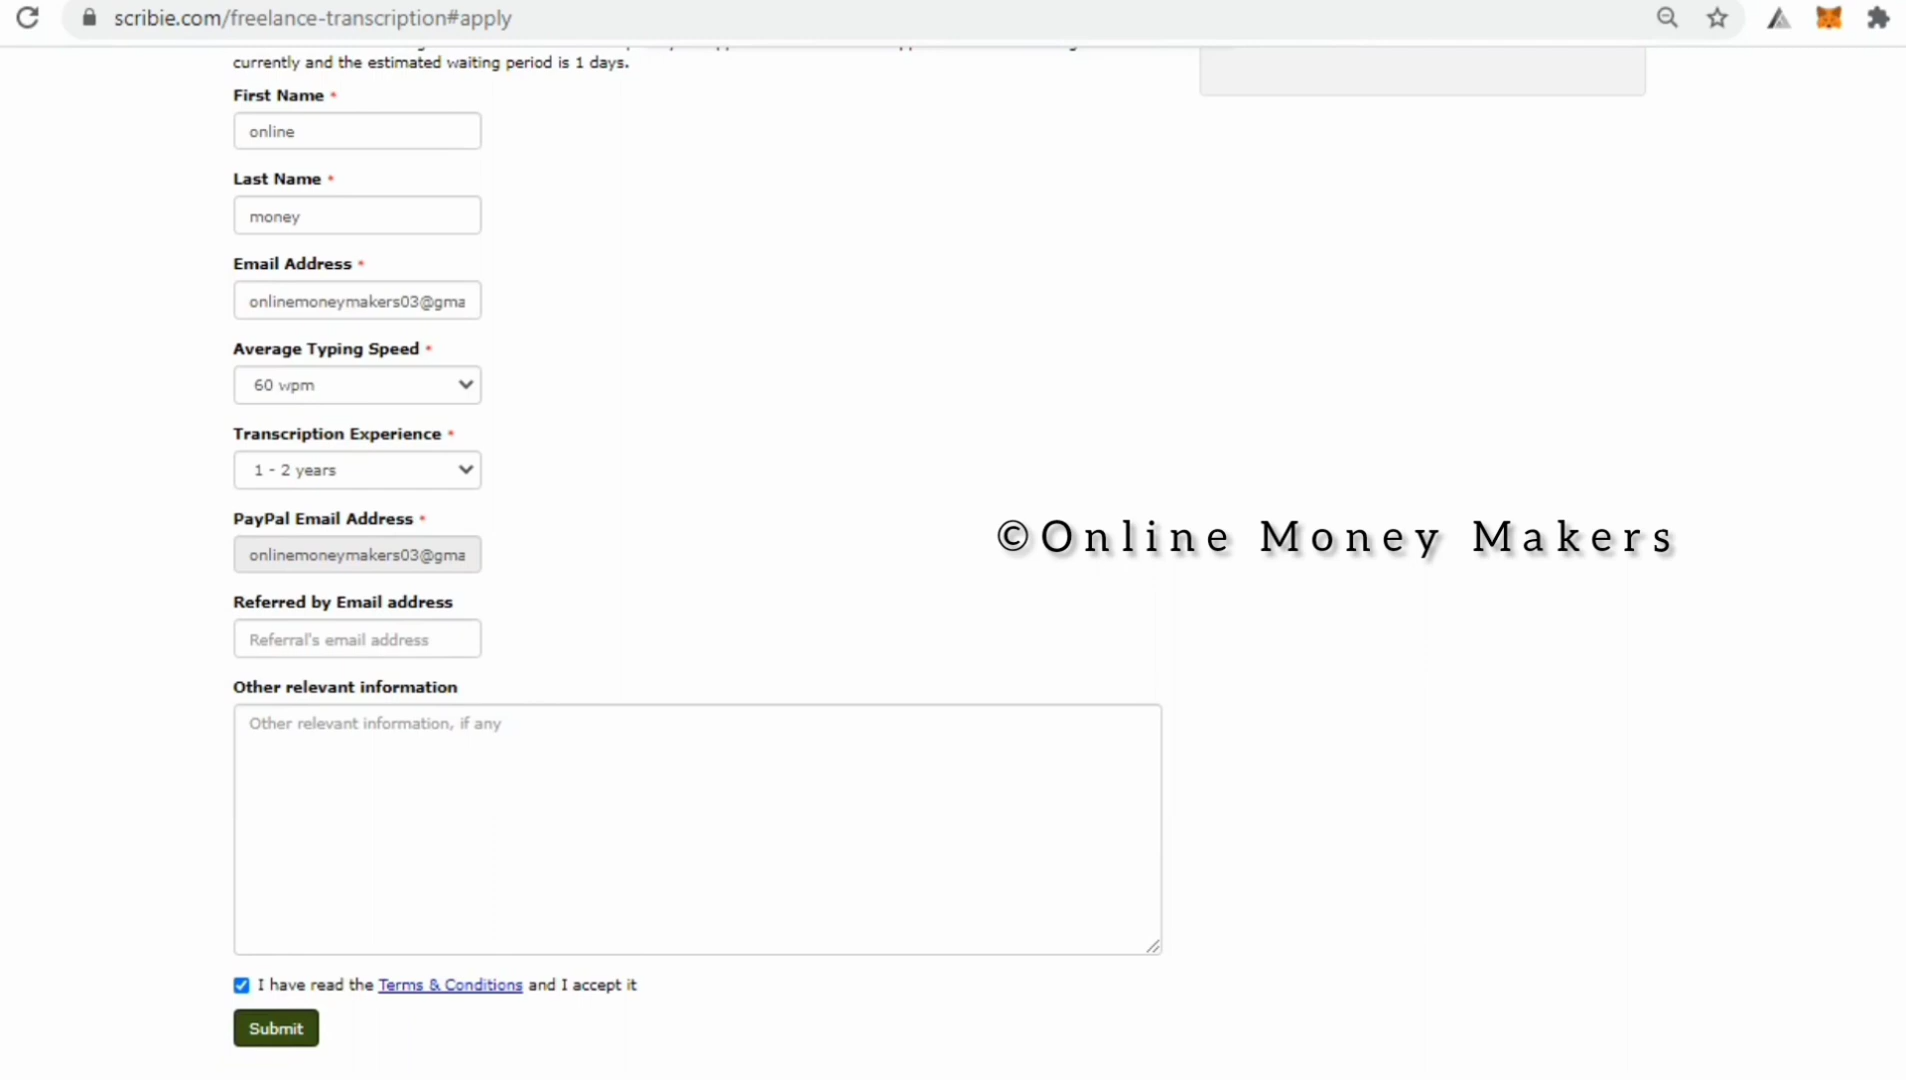 scribie.com/freelance-transcription#apply
currently and the estimated waiting period is 1 days.
First Name *
online
Last Name *
money
Email Address *
onlinemoneymakers03@gma
Average Typing Speed *
60 wpm
Transcription Experience *
1 - 2 years
PayPal Email Address *
onlinemoneymakers03@gma
©Online Money Makers
Referred by Email address
Referral's email address
Other relevant information
Other relevant information, if any
I have read the Terms & Conditions and I accept it
Submit